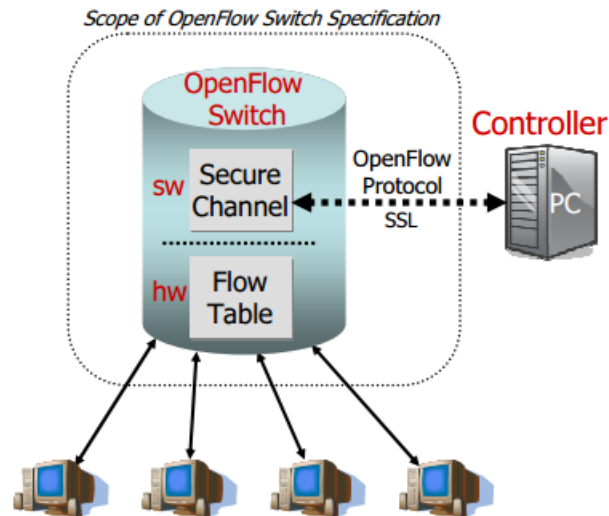 Scope of OpenFlow Switch Specification
OpenFlow
Switch
Controller
sw
Secure
Channel
OpenFlow
Protocol
SSL
PC
hw
Flow
Table